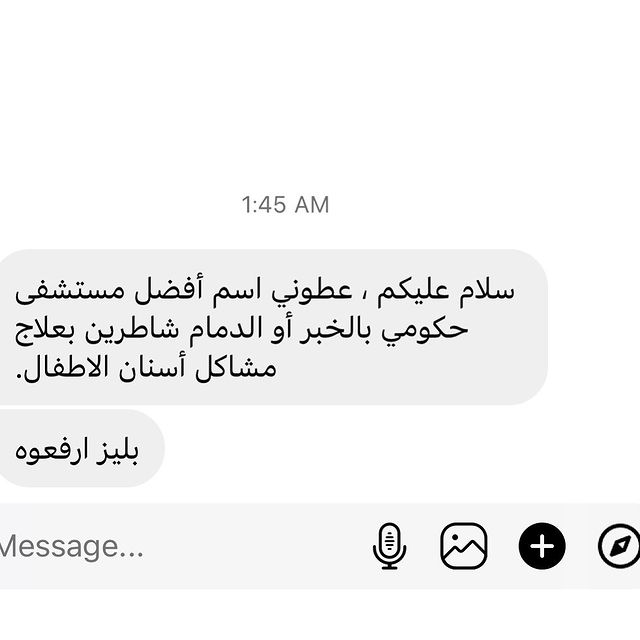 1:45 AM
سلام عليكم ، عطوني اسم أفضل مستشفى
حكومي بالخبر أو الدمام شاطرين بعلاج
مشاكل أسنان الاطفال.
بليز ارفعوه
Message...